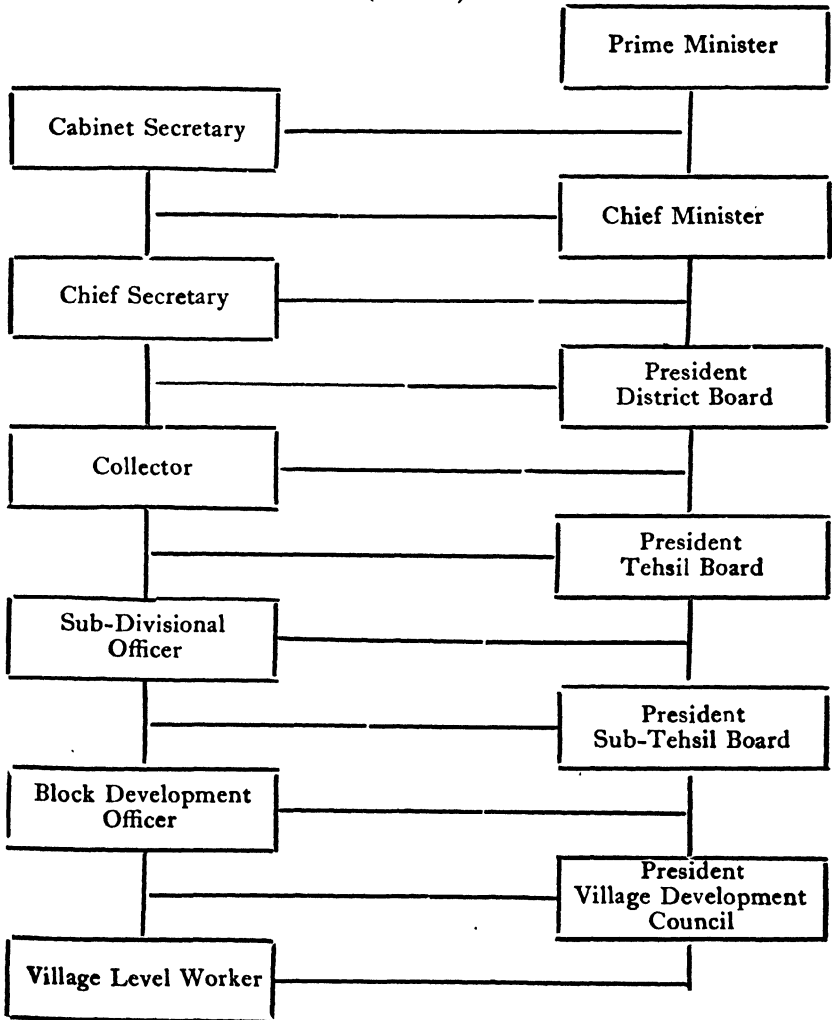 Prime Minister
Cabinet Secretary
Chief Minister
Chief Secretary
President
District Board
Collector
President
Tehsil Board
Sub-Divisional
Officer
President
Sub-Tehsil Board
Block Development
Officer
President
Village Development
Council
Village Level Worker